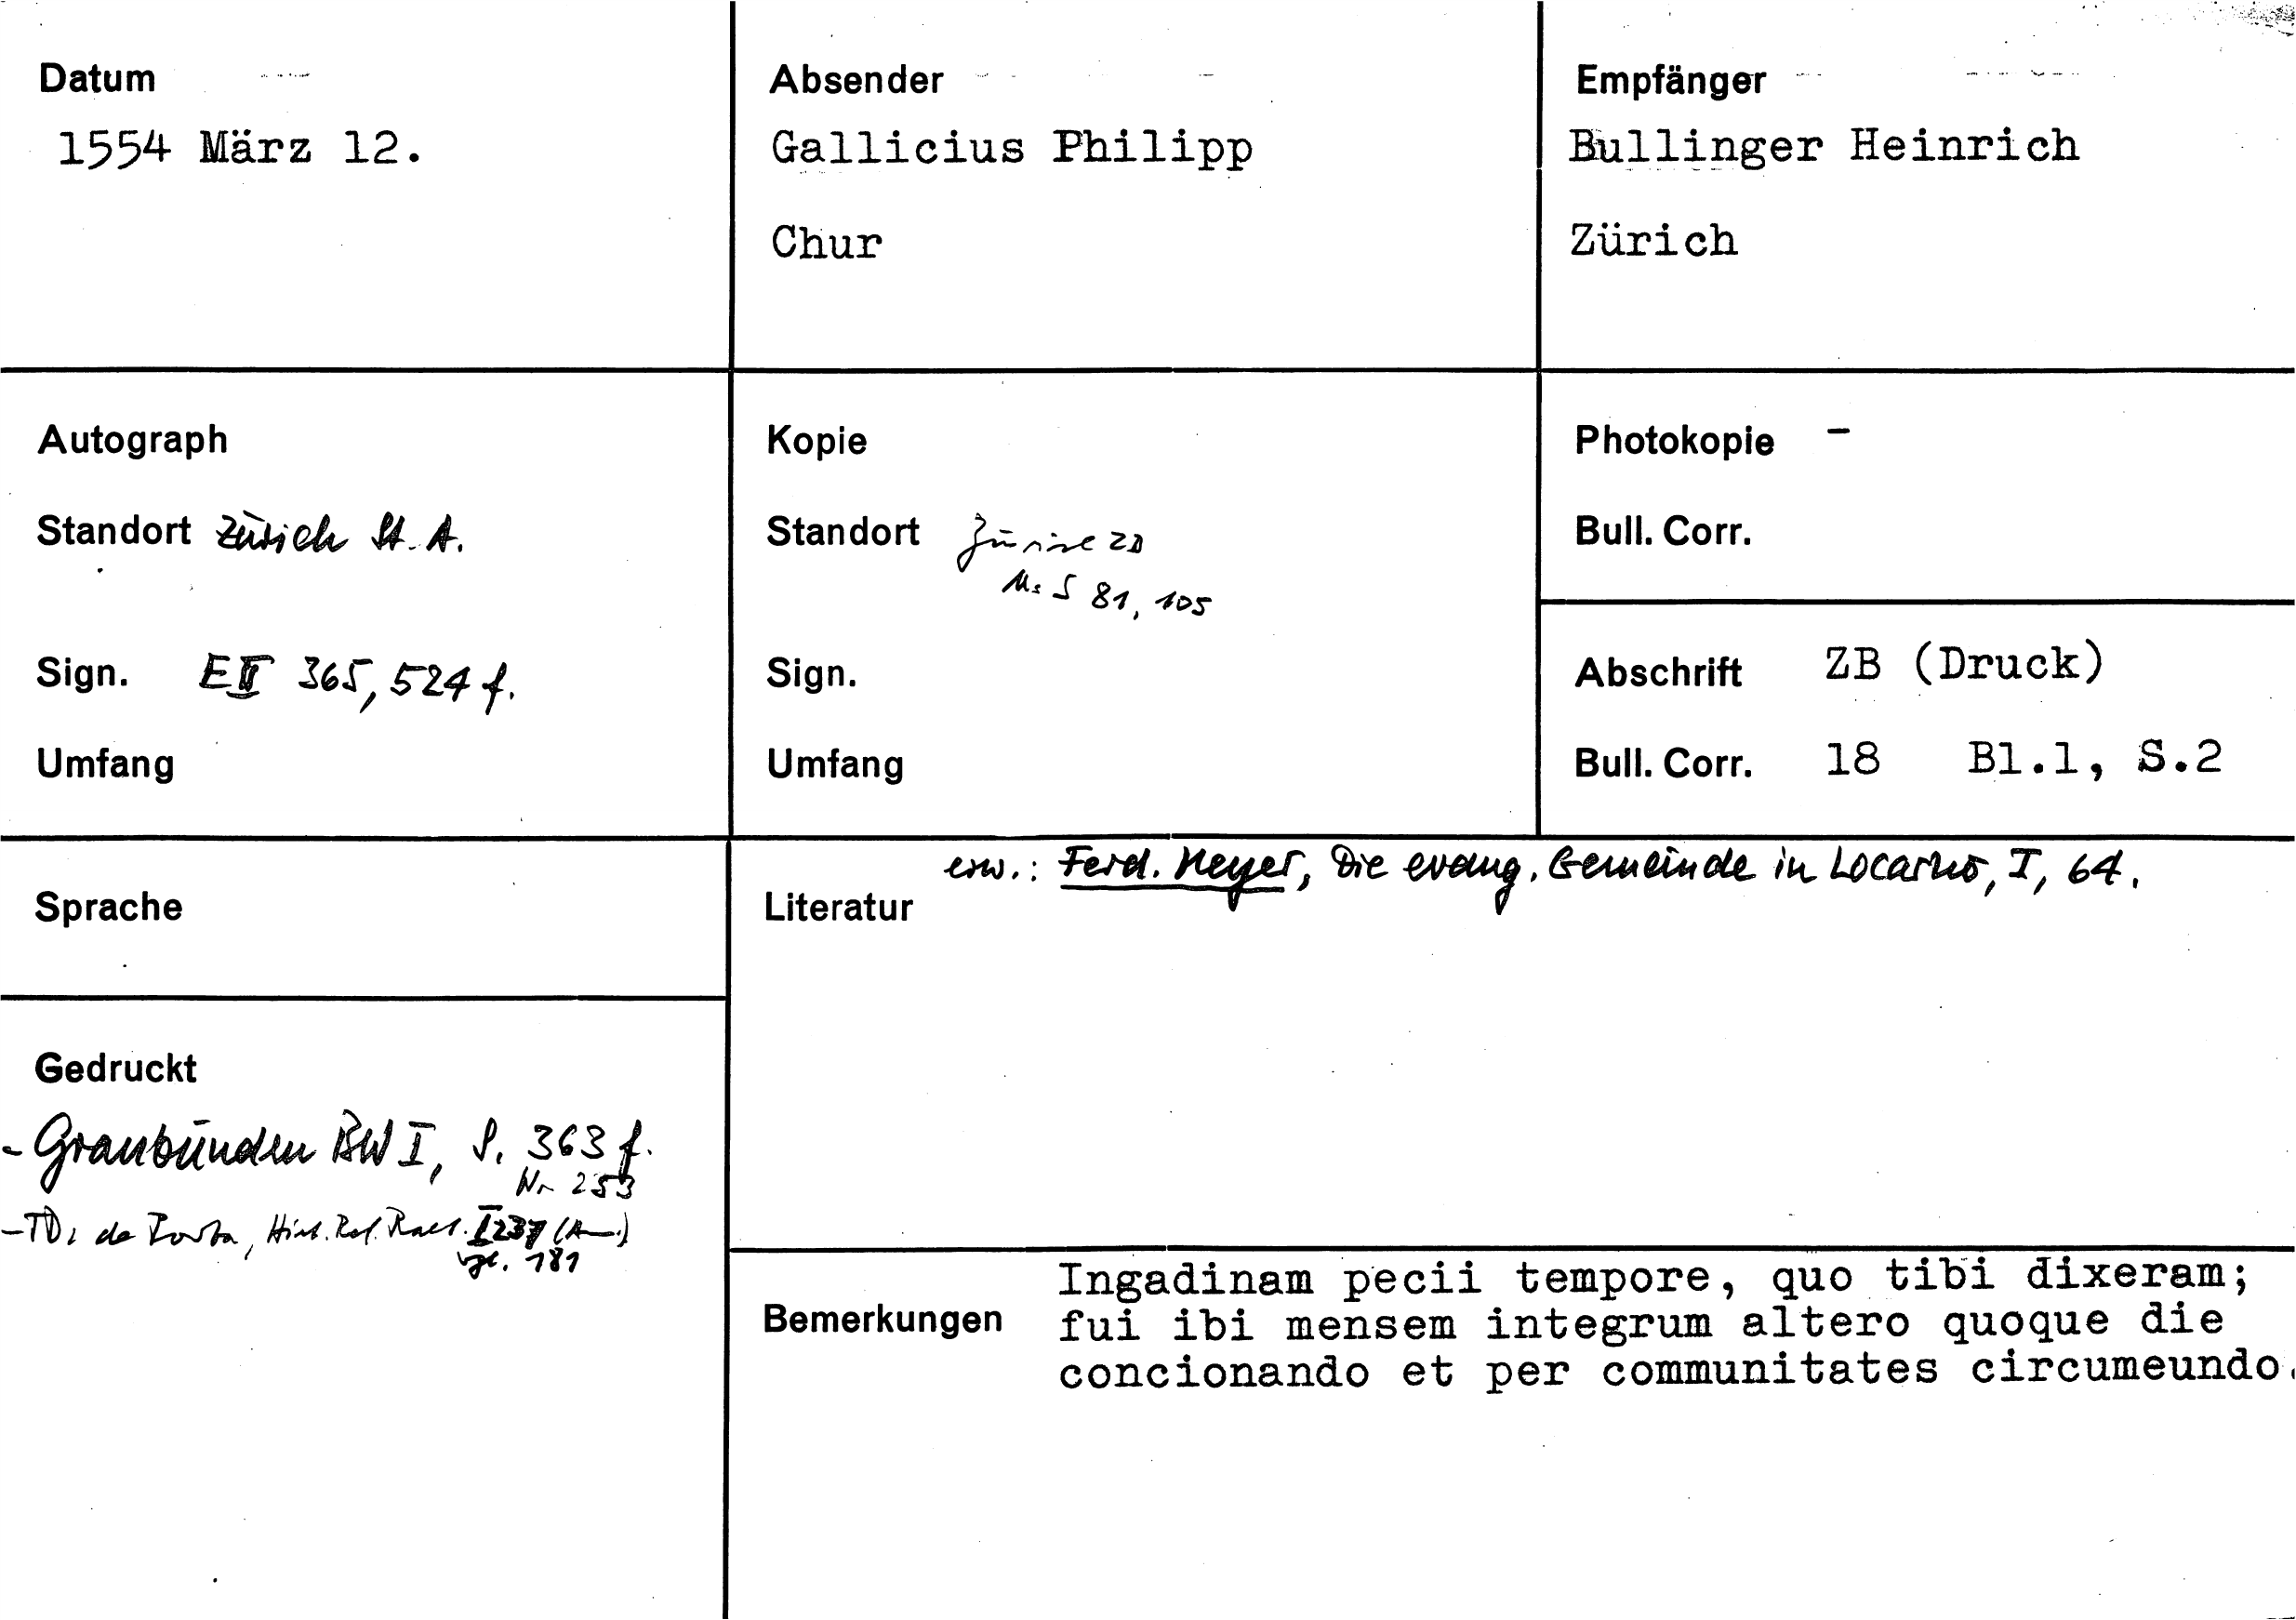 Datum
1554 März 12.
Absender
Gallicius Philipp
Chur
Empfänger
Bullinger Heinrich
Zürich
Autograph
Standort Zürich St. A.
Sign. E II 365, 524 f.
Umfang
Kopie
Standort Zürich ZB
Ms S 81, 105
Sign.
Umfang
Photokopie -
Bull. Corr.
Abschrift ZB (Druck)
Bull. Corr. 18 Bl.1, S.2
Sprache
Literatur erw.: Ferd. Meyer, Die evang. Gemeinde in Locarno, I, 64.
Gedruckt
- Graubünden BW I, S. 363 f.
Nr 253
- TD: de Porta, Hist. Ref. Raet. I 237
vgl. 181
Bemerkungen
Ingadinam pecii tempore, quo tibi dixeram;
fui ibi mensem integrum altero quoque die
concionando et per communitates circumeundo.